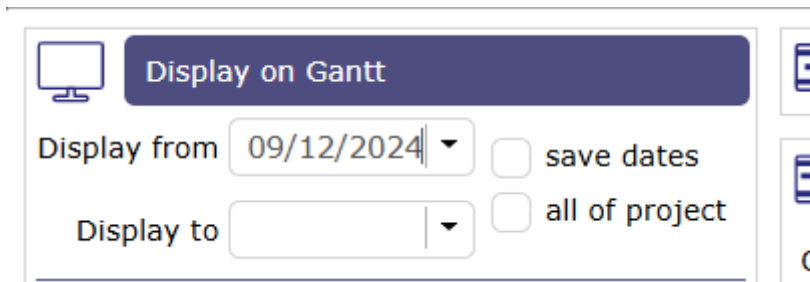 Display on Gantt
Display from 09/12/2024 save dates
Display to all of project